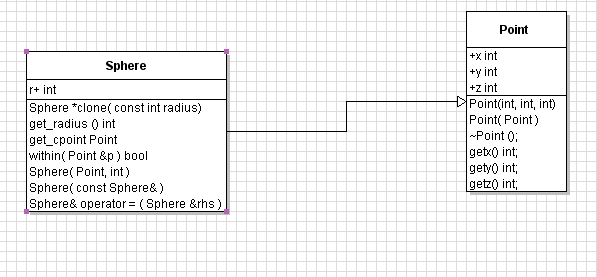 Sphere
r+ int
Sphere *clone( const int radius)
get_radius () int
get_cpoint Point
within( Point &p ) bool
Sphere( Point, int )
Sphere( const Sphere& )
Sphere& operator = ( Sphere &rhs )
Point
+x int
+y int
+z int
Point(int, int, int)
Point( Point )
~Point ();
getx() int;
gety() int;
getz() int;